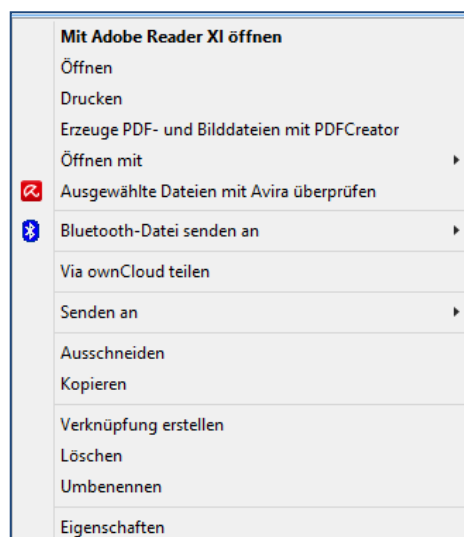 Mit Adobe Reader XI öffnen
Öffnen
Drucken
Erzeuge PDF- und Bilddateien mit PDFCreator
Öffnen mit
Ausgewählte Dateien mit Avira überprüfen
Bluetooth-Datei senden an
Via ownCloud teilen
Senden an
Ausschneiden
Kopieren
Verknüpfung erstellen
Löschen
Umbenennen
Eigenschaften